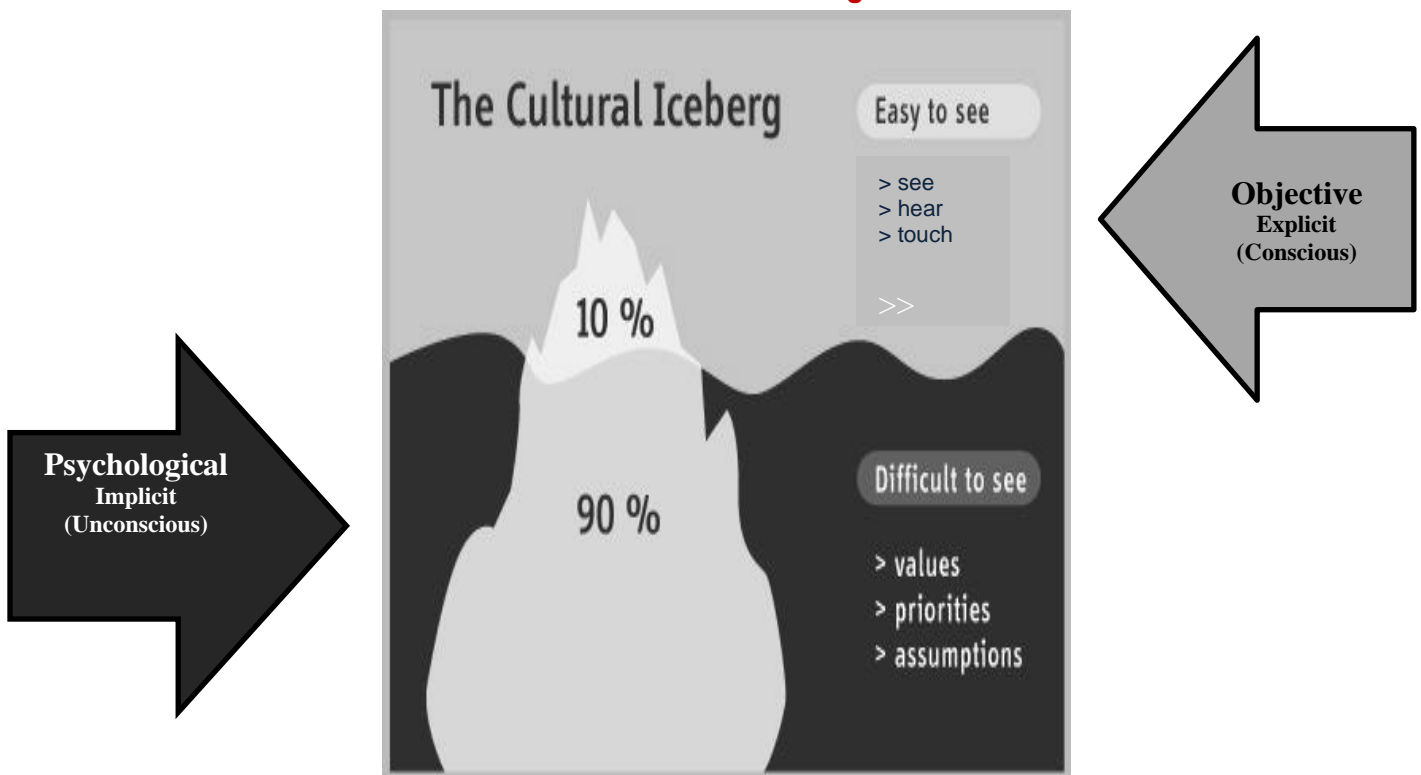 The Cultural Iceberg
Easy to see
> see
> hear
> touch
>>
Objective
Explicit
(Conscious)
10 %
Psychological
Implicit
(Unconscious)
90 %
Difficult to see
> values
> priorities
> assumptions